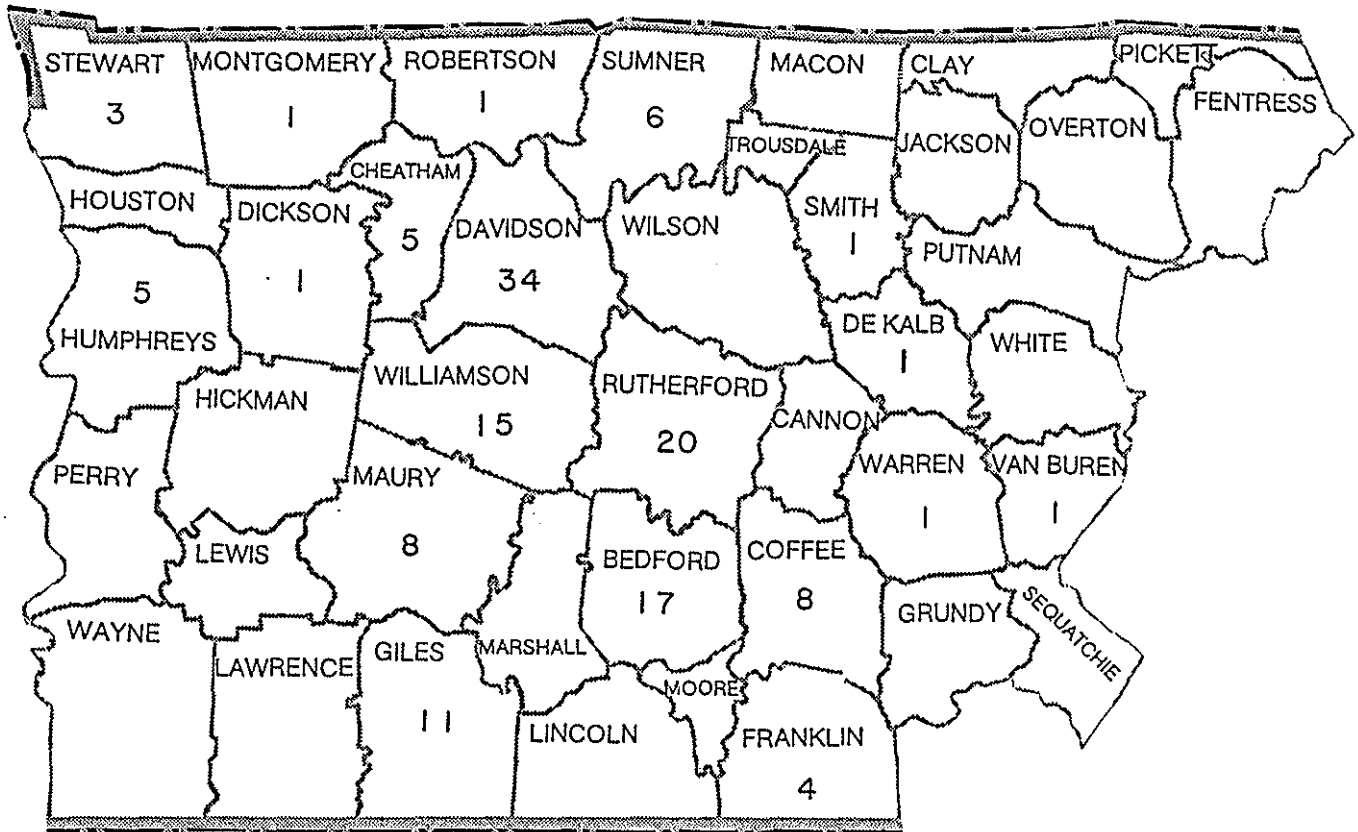 STEWART
3
MONTGOMERY
1
ROBERTSON
1
SUMNER
6
MACON
CLAY
PICKETT
FENTRESS
OVERTON
JACKSON
TROUSDALE
CHEATHAM
5
HOUSTON
DICKSON
1
DAVIDSON
34
WILSON
SMITH
1
PUTNAM
5
HUMPHREYS
DE KALB
1
WHITE
WILLIAMSON
15
RUTHERFORD
20
HICKMAN
CANNON
PERRY
MAURY
8
WARREN
1
VAN BUREN
1
LEWIS
BEDFORD
17
COFFEE
8
GRUNDY
SEQUATCHIE
WAYNE
LAWRENCE
GILES
11
MARSHALL
MOORE
LINCOLN
FRANKLIN
4